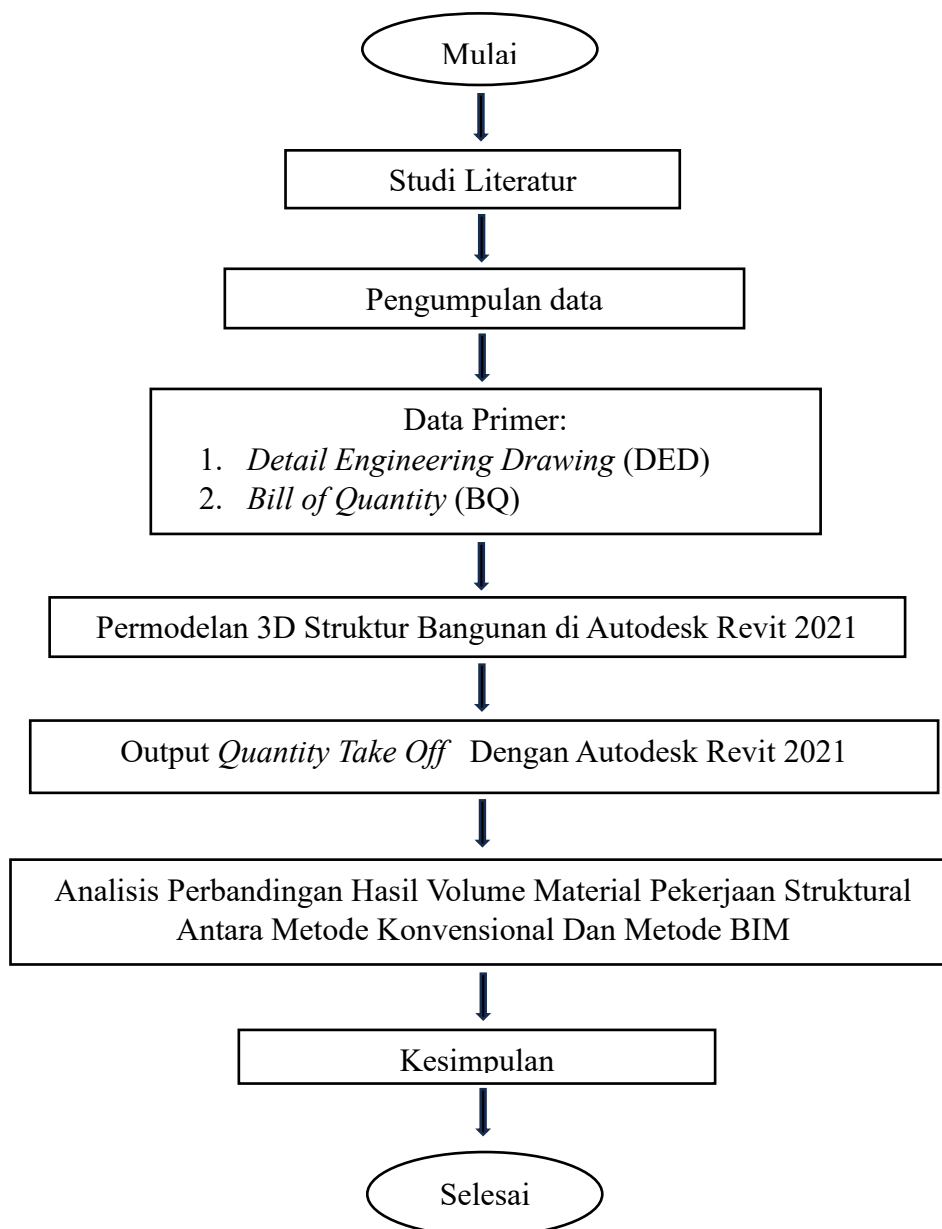 Mulai
Studi Literatur
Pengumpulan data
Data Primer:
1. Detail Engineering Drawing (DED)
2. Bill of Quantity (BQ)
Permodelan 3D Struktur Bangunan di Autodesk Revit 2021
Output Quantity Take Off Dengan Autodesk Revit 2021
Analisis Perbandingan Hasil Volume Material Pekerjaan Struktural
Antara Metode Konvensional Dan Metode BIM
Kesimpulan
Selesai